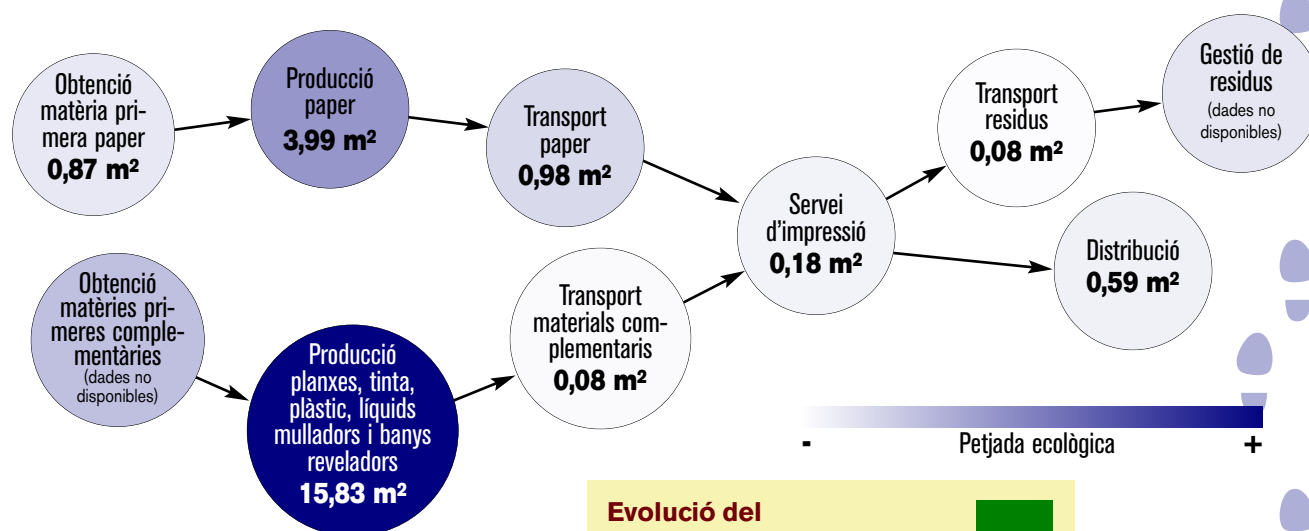 Obtenció
matèria pri-
mera paper
0,87 m²
Producció
paper
3,99 m²
Transport
paper
0,98 m²
Servei
d'impressió
0,18 m²
Transport
residus
0,08 m²
Gestió de
residus
(dades no
disponibles)
Distribució
0,59 m²
Obtenció
matèries pri-
meres comple-
mentàries
(dades no
disponibles)
Producció
planxes, tinta,
plàstic, líquids
mulladors i banys
reveladors
15,83 m²
Transport
materials com-
plementaris
0,08 m²
- Petjada ecològica +
Evolució del